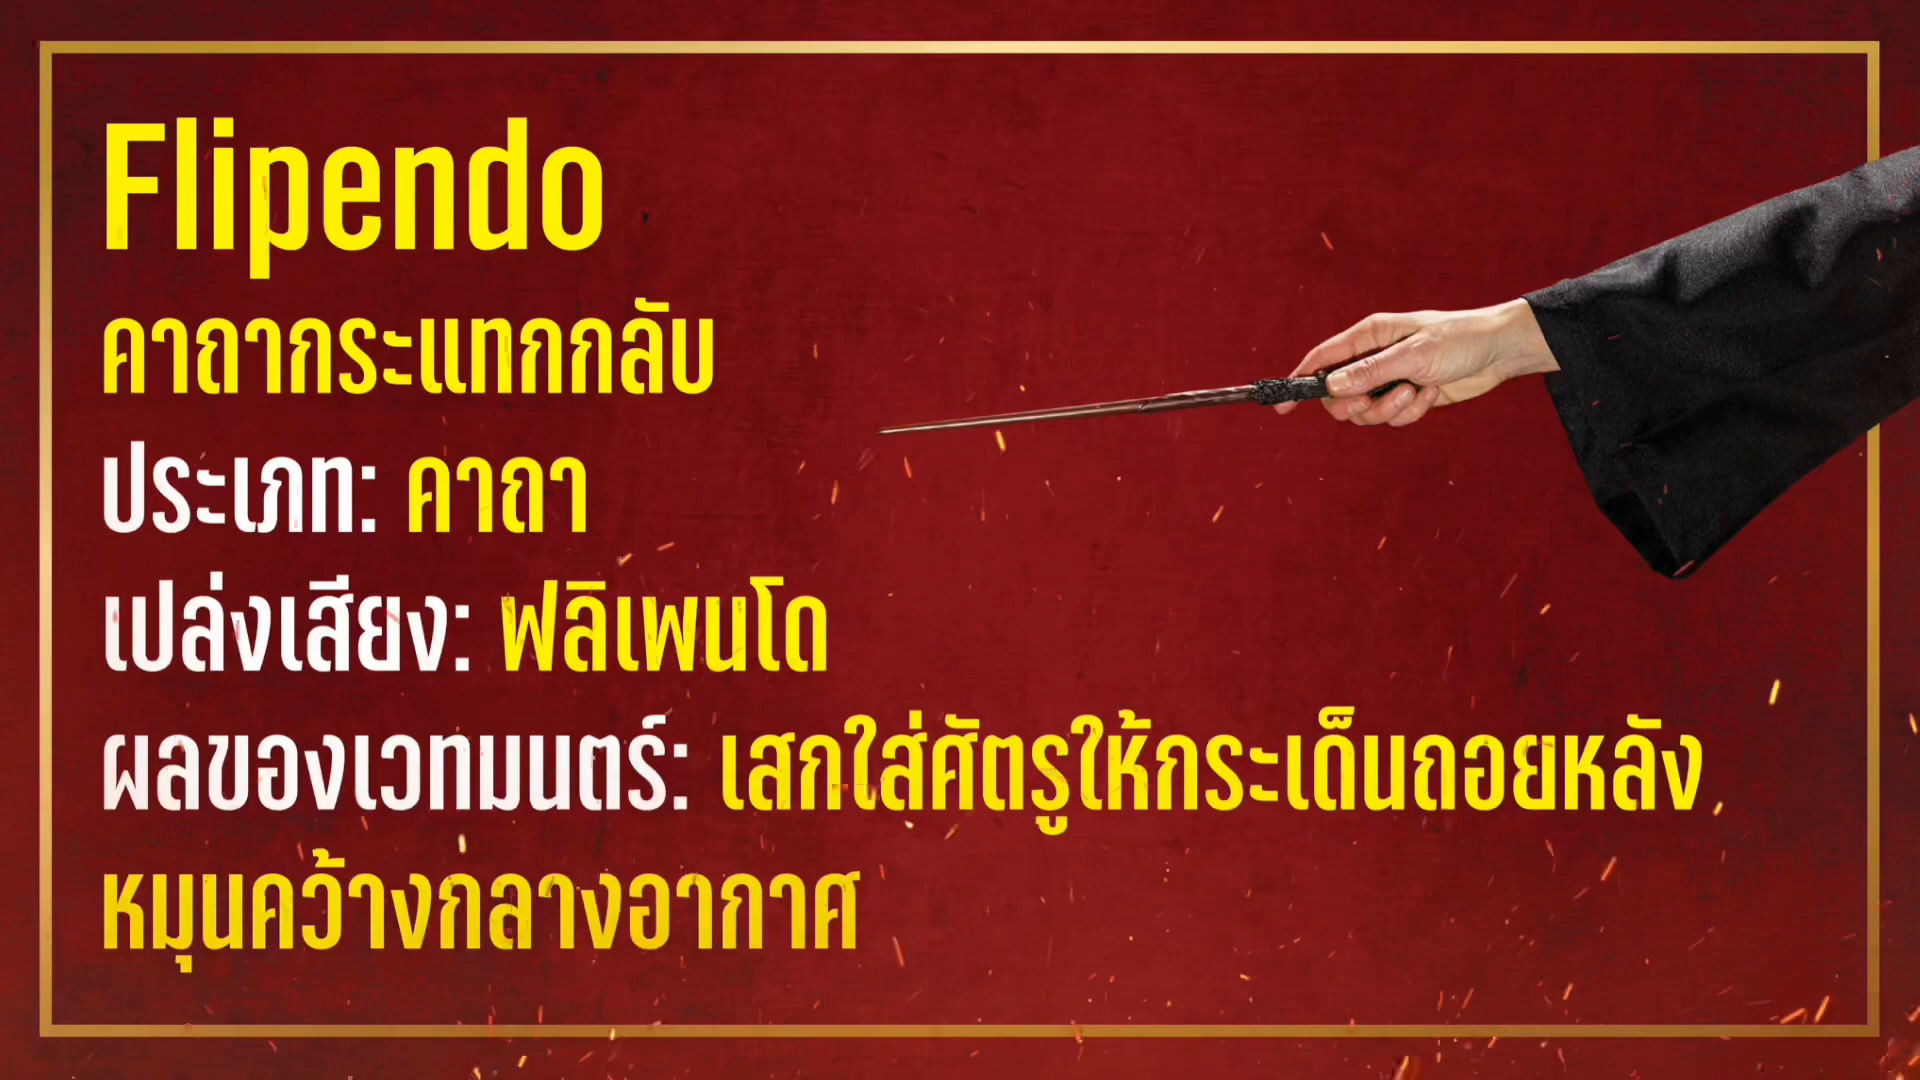 Flipendo
คาถากระแทกกลับ
ประเภท: คาถา
เปล่งเสียง: ฟลิเพนโด
ผลของเวทมนตร์: เสกใส่ศัตรูให้กระเด็นถอยหลัง
หมุนคว้างกลางอากาศ